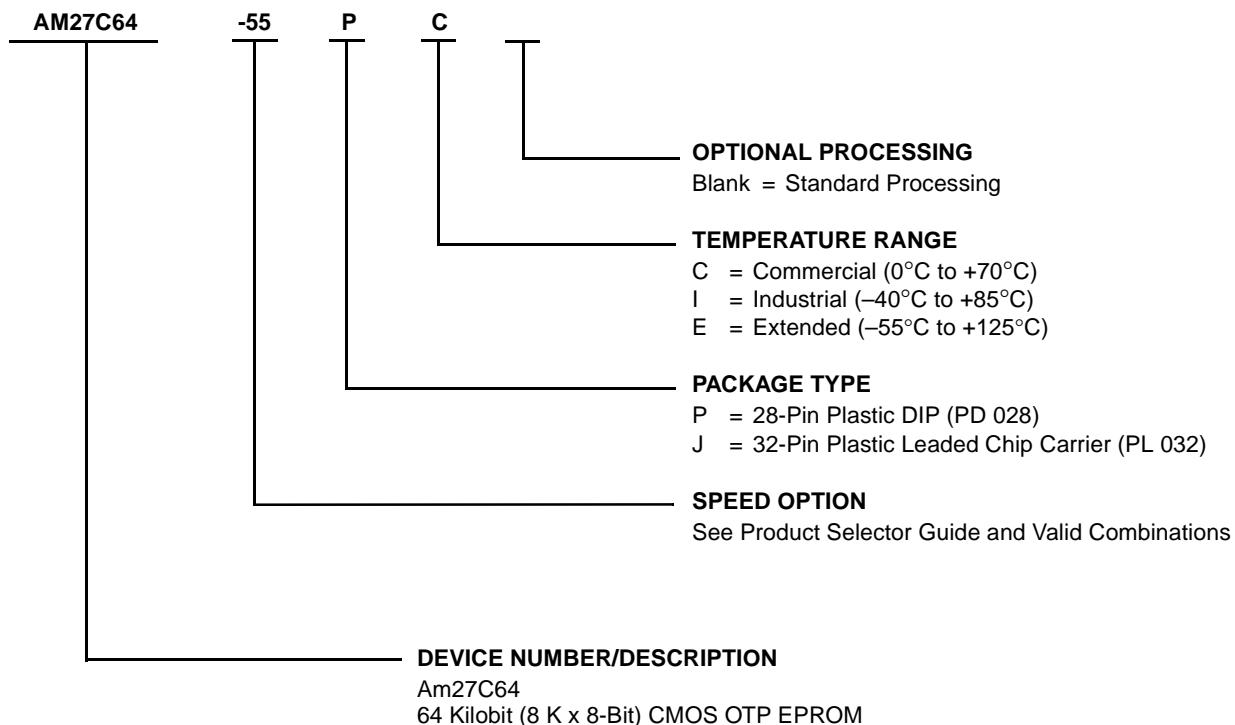 AM27C64 -55 P C
OPTIONAL PROCESSING
Blank = Standard Processing
TEMPERATURE RANGE
C = Commercial (0°C to +70°C)
I = Industrial (–40°C to +85°C)
E = Extended (–55°C to +125°C)
PACKAGE TYPE
P = 28-Pin Plastic DIP (PD 028)
J = 32-Pin Plastic Leaded Chip Carrier (PL 032)
SPEED OPTION
See Product Selector Guide and Valid Combinations
DEVICE NUMBER/DESCRIPTION
Am27C64
64 Kilobit (8 K x 8-Bit) CMOS OTP EPROM